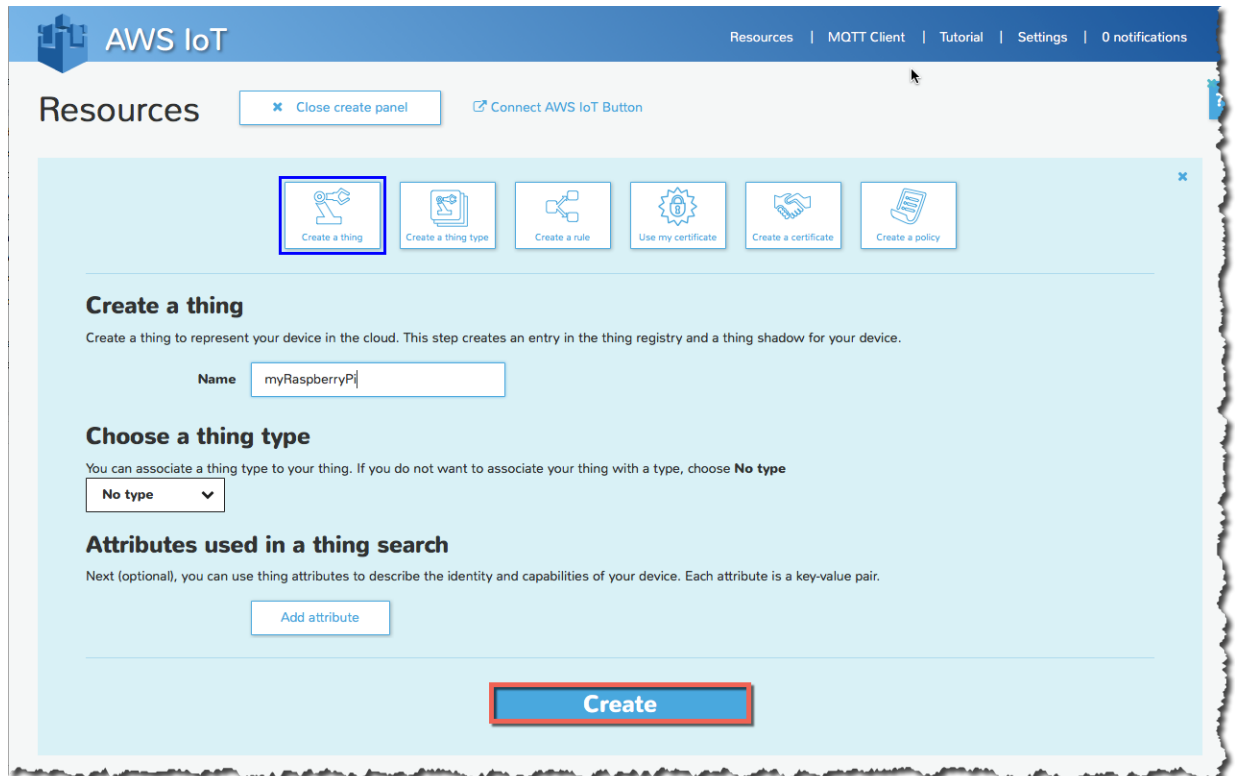 AWS IoT
Resources | MQTT Client | Tutorial | Settings | 0 notifications
Resources
Close create panel
Connect AWS IoT Button
?
Create a thing
Create a thing type
Create a rule
Use my certificate
Create a certificate
Create a policy
Create a thing
Create a thing to represent your device in the cloud. This step creates an entry in the thing registry and a thing shadow for your device.
Name myRaspberryPi
Choose a thing type
You can associate a thing type to your thing. If you do not want to associate your thing with a type, choose No type
No type
Attributes used in a thing search
Next (optional), you can use thing attributes to describe the identity and capabilities of your device. Each attribute is a key-value pair.
Add attribute
Create